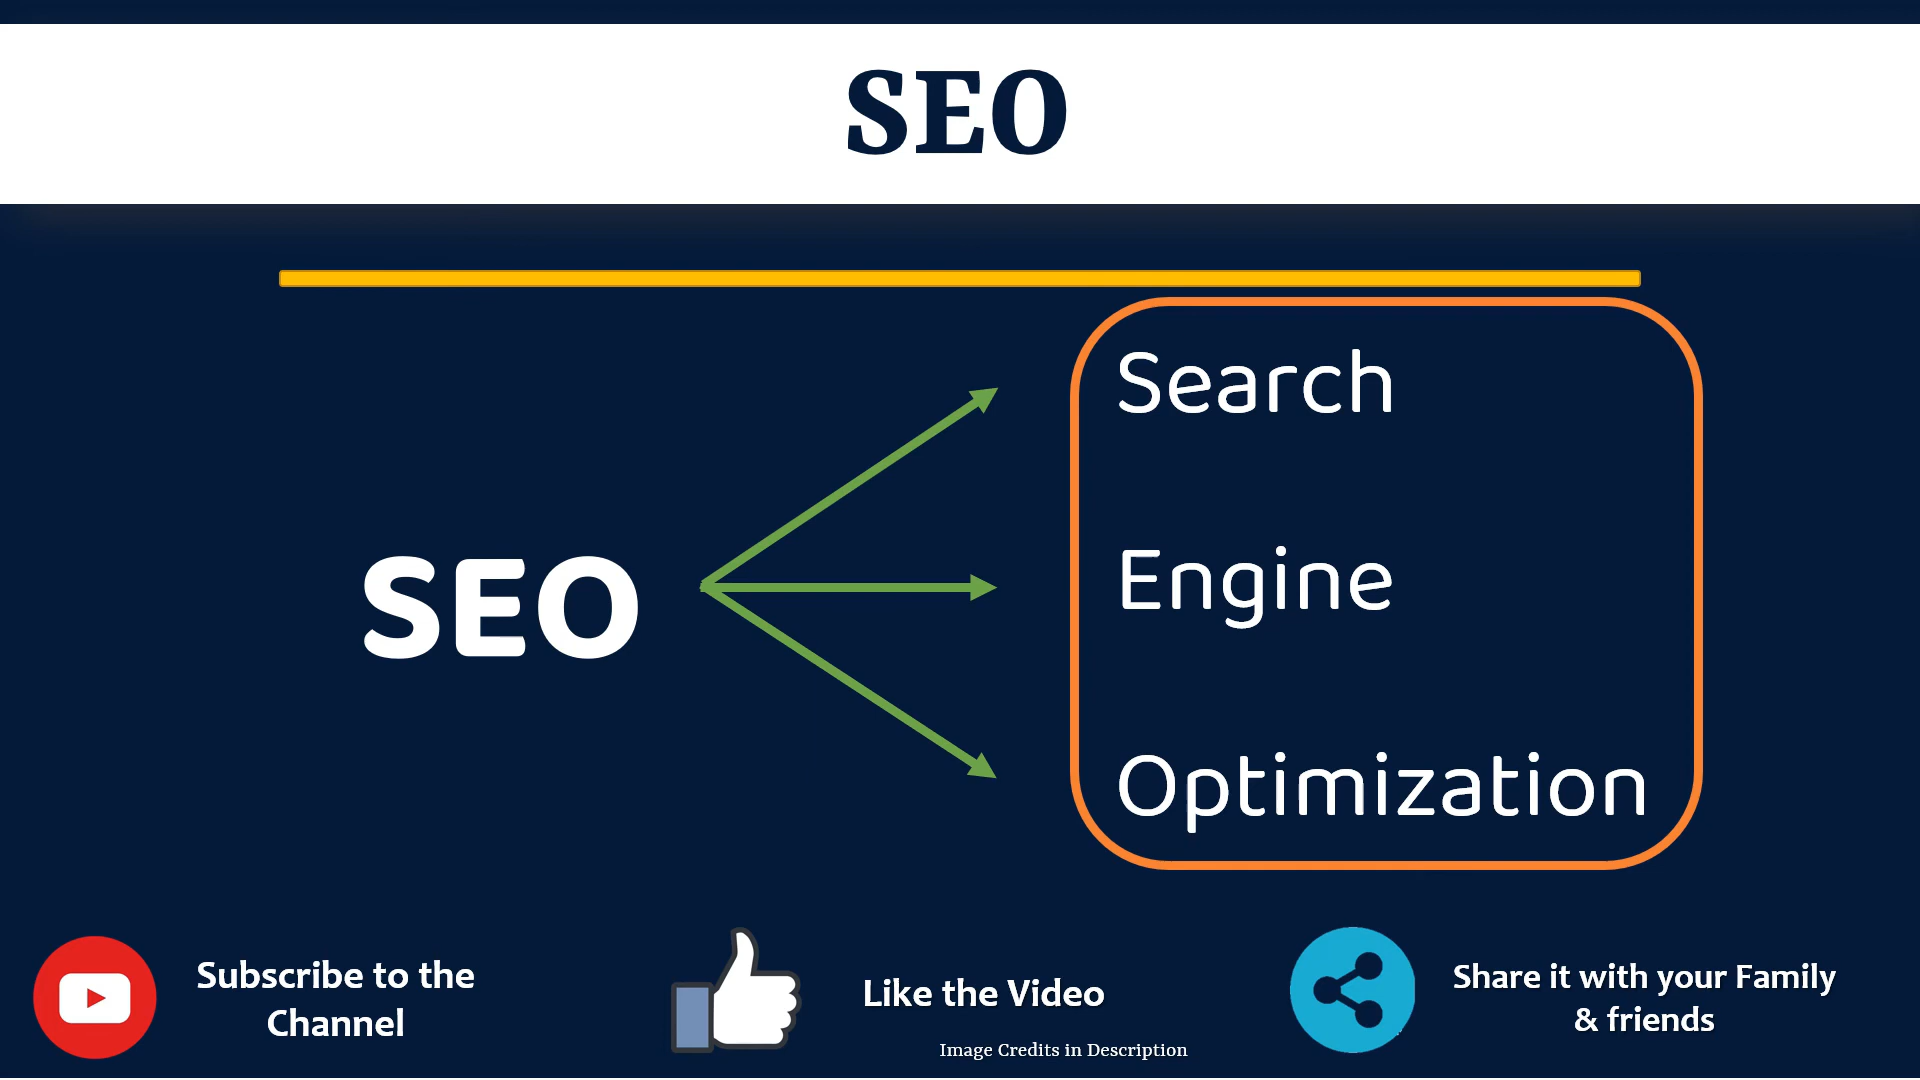 SEO
SEO
Search
Engine
Optimization
Subscribe to the
Channel
Like the Video
Share it with your Family
& friends
Image Credits in Description